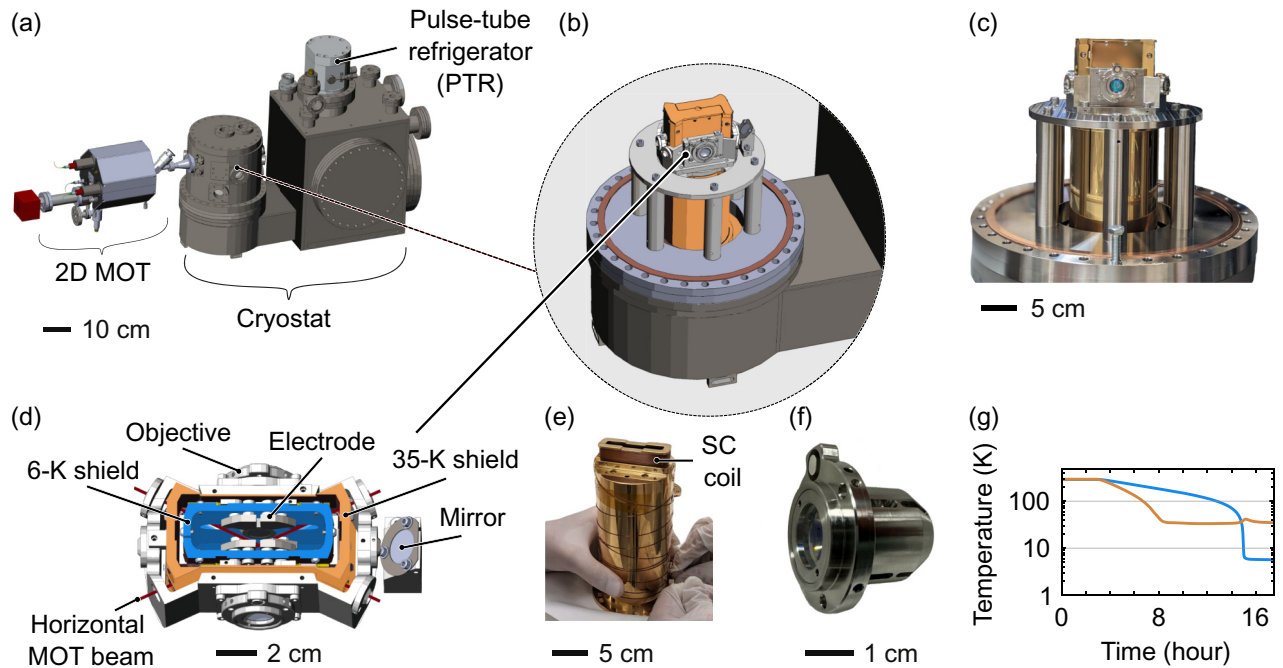 (a)
Pulse-tube
refrigerator
(PTR)
2D MOT
Cryostat
10 cm
(b)
(c)
5 cm
(d)
Objective
Electrode
6-K shield
35-K shield
Mirror
Horizontal
MOT beam
2 cm
(e)
SC
coil
5 cm
(f)
1 cm
(g)
Temperature (K)
100
10
1
0
8
16
Time (hour)